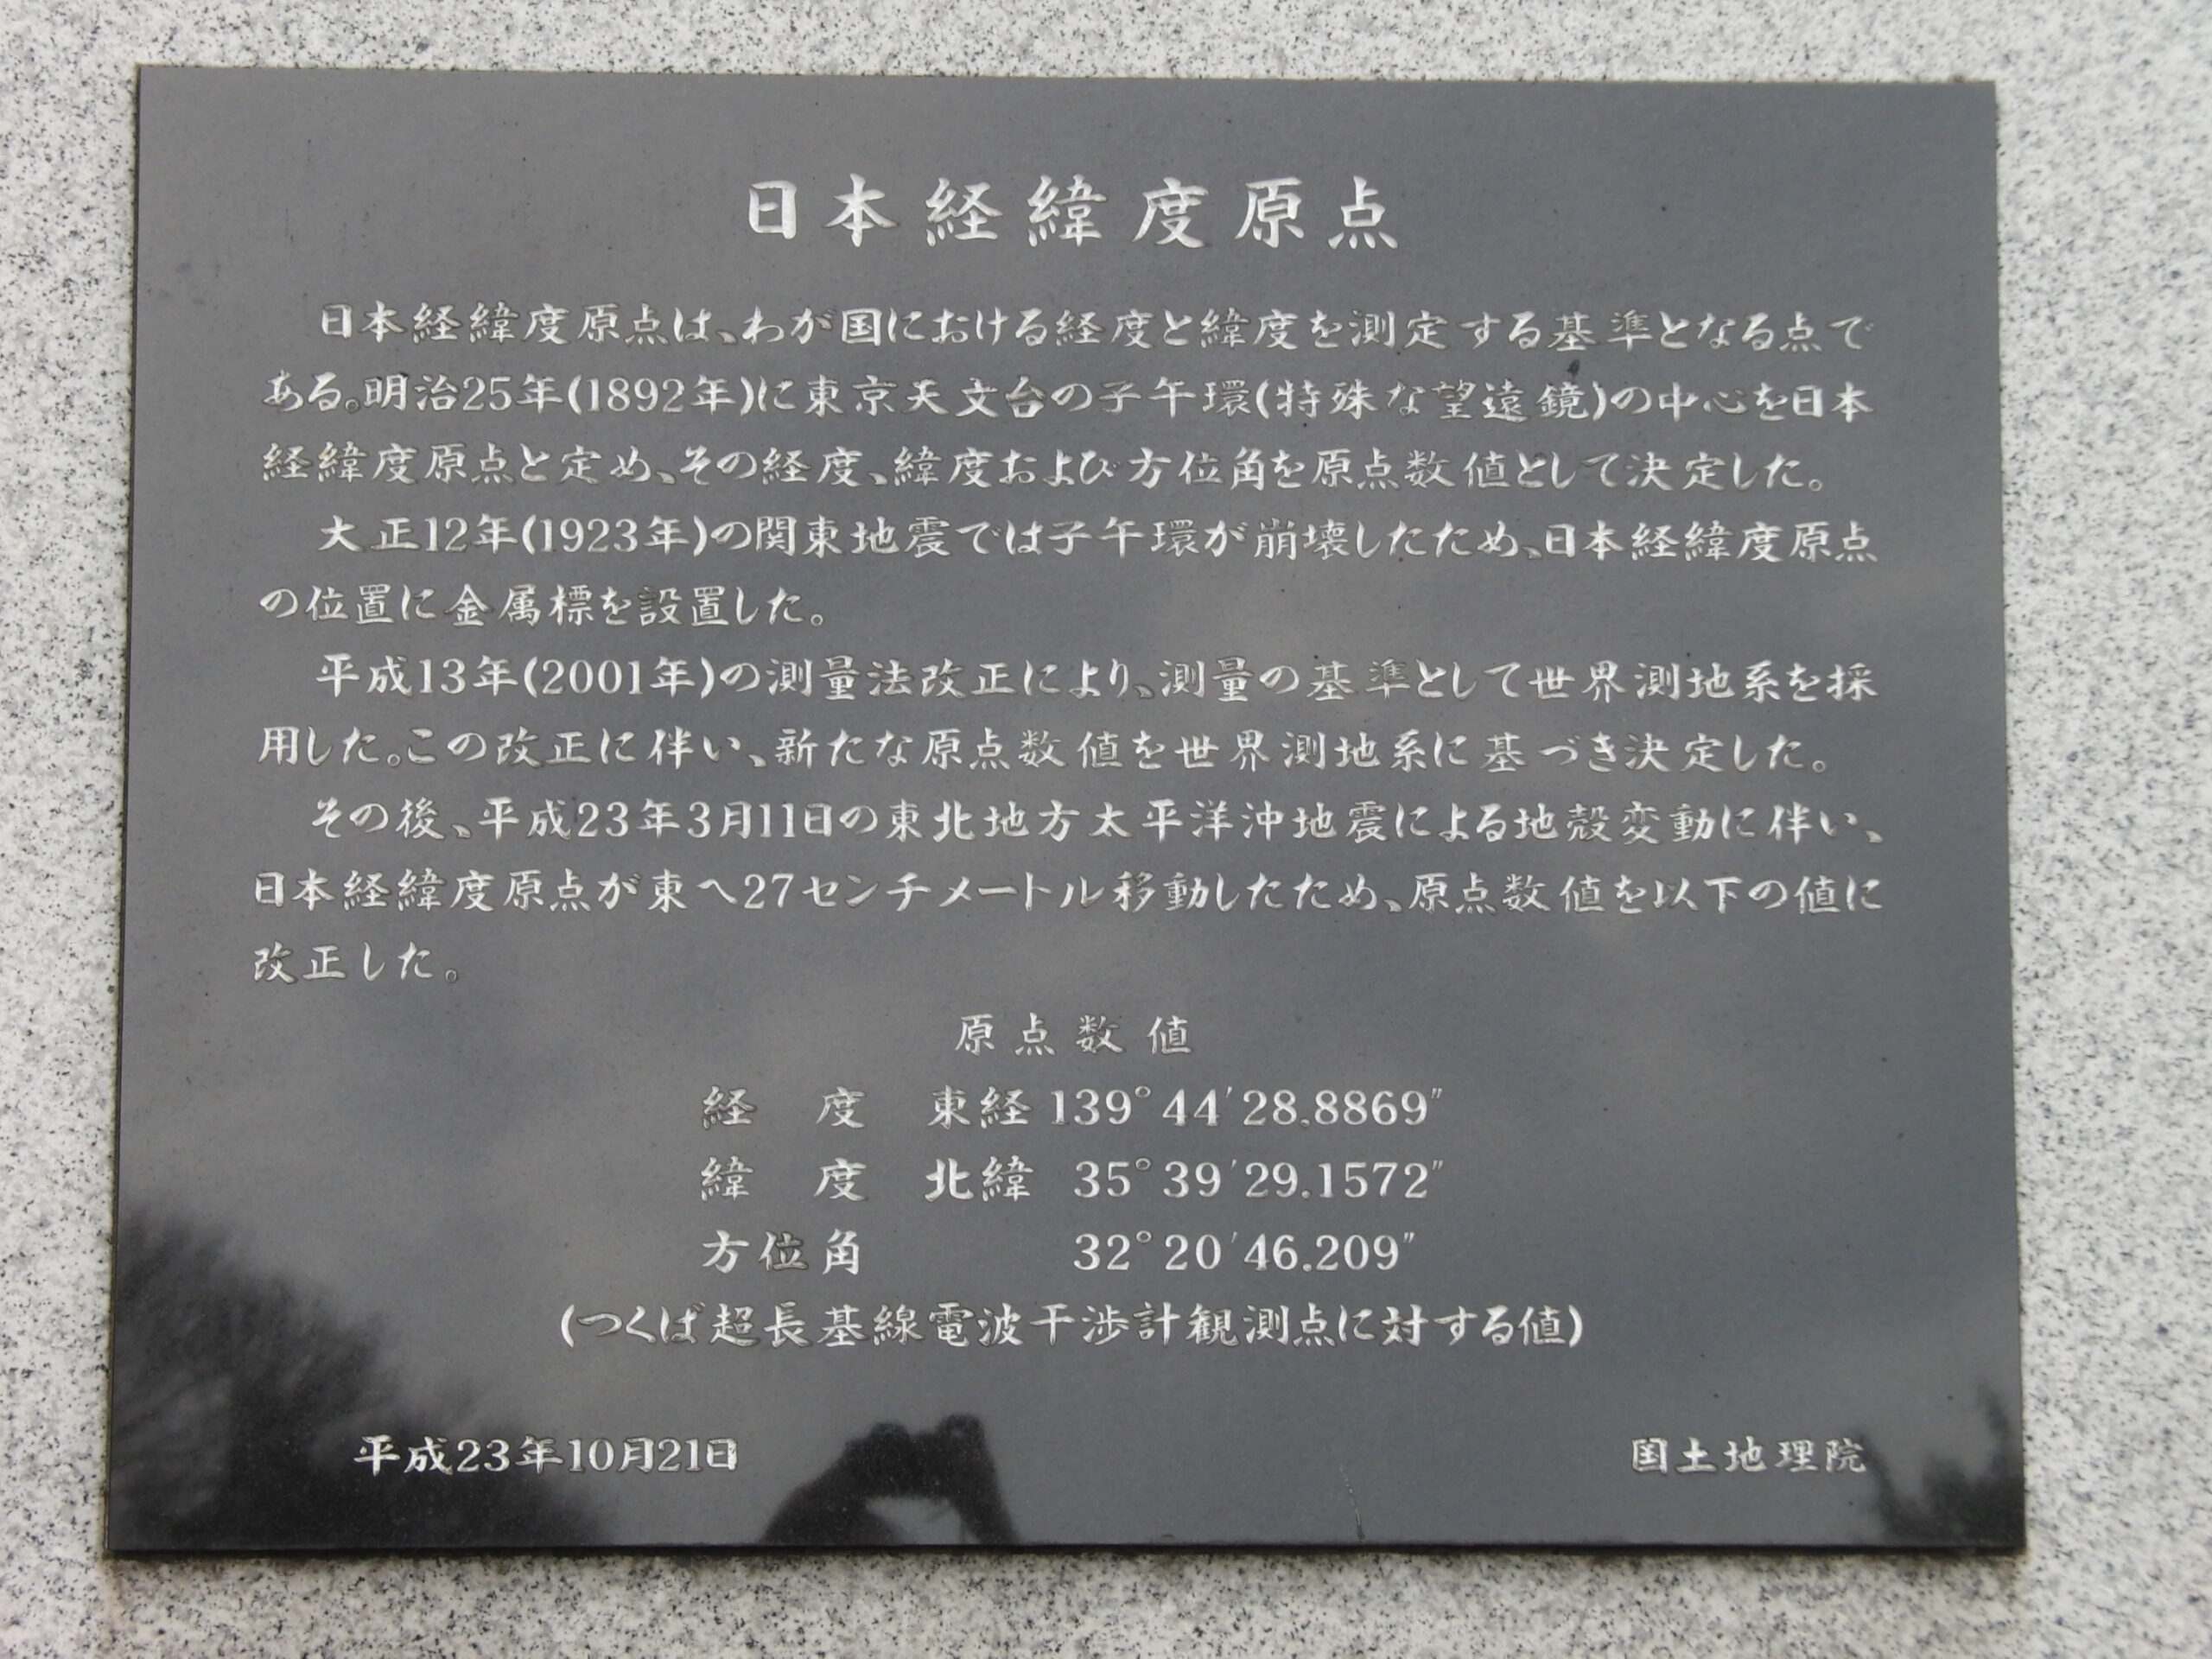 日本経緯度原点
日本経緯度原点は、わが国における経度と緯度を測定する基準となる点で
ある。明治25年(1892年)に東京天文台の子午環(特殊な望遠鏡)の中心を日本
経緯度原点と定め、その経度、緯度および方位角を原点数値として決定した。
大正12年(1923年)の関東地震では子午環が崩壊したため、日本経緯度原点
の位置に金属標を設置した。
平成13年(2001年)の測量法改正により、測量の基準として世界測地系を採
用した。この改正に伴い、新たな原点数値を世界測地系に基づき決定した。
その後、平成23年3月11日の東北地方太平洋沖地震による地殻変動に伴い、
日本経緯度原点が東へ27センチメートル移動したため、原点数値を以下の値に
改正した。
原点数値
経 度 東経 139°44′28.8869″
緯 度 北緯 35°39′29.1572″
方位角 32°20′46.209″
(つくば超長基線電波干渉計観測点に対する値)
平成23年10月21日 国土地理院